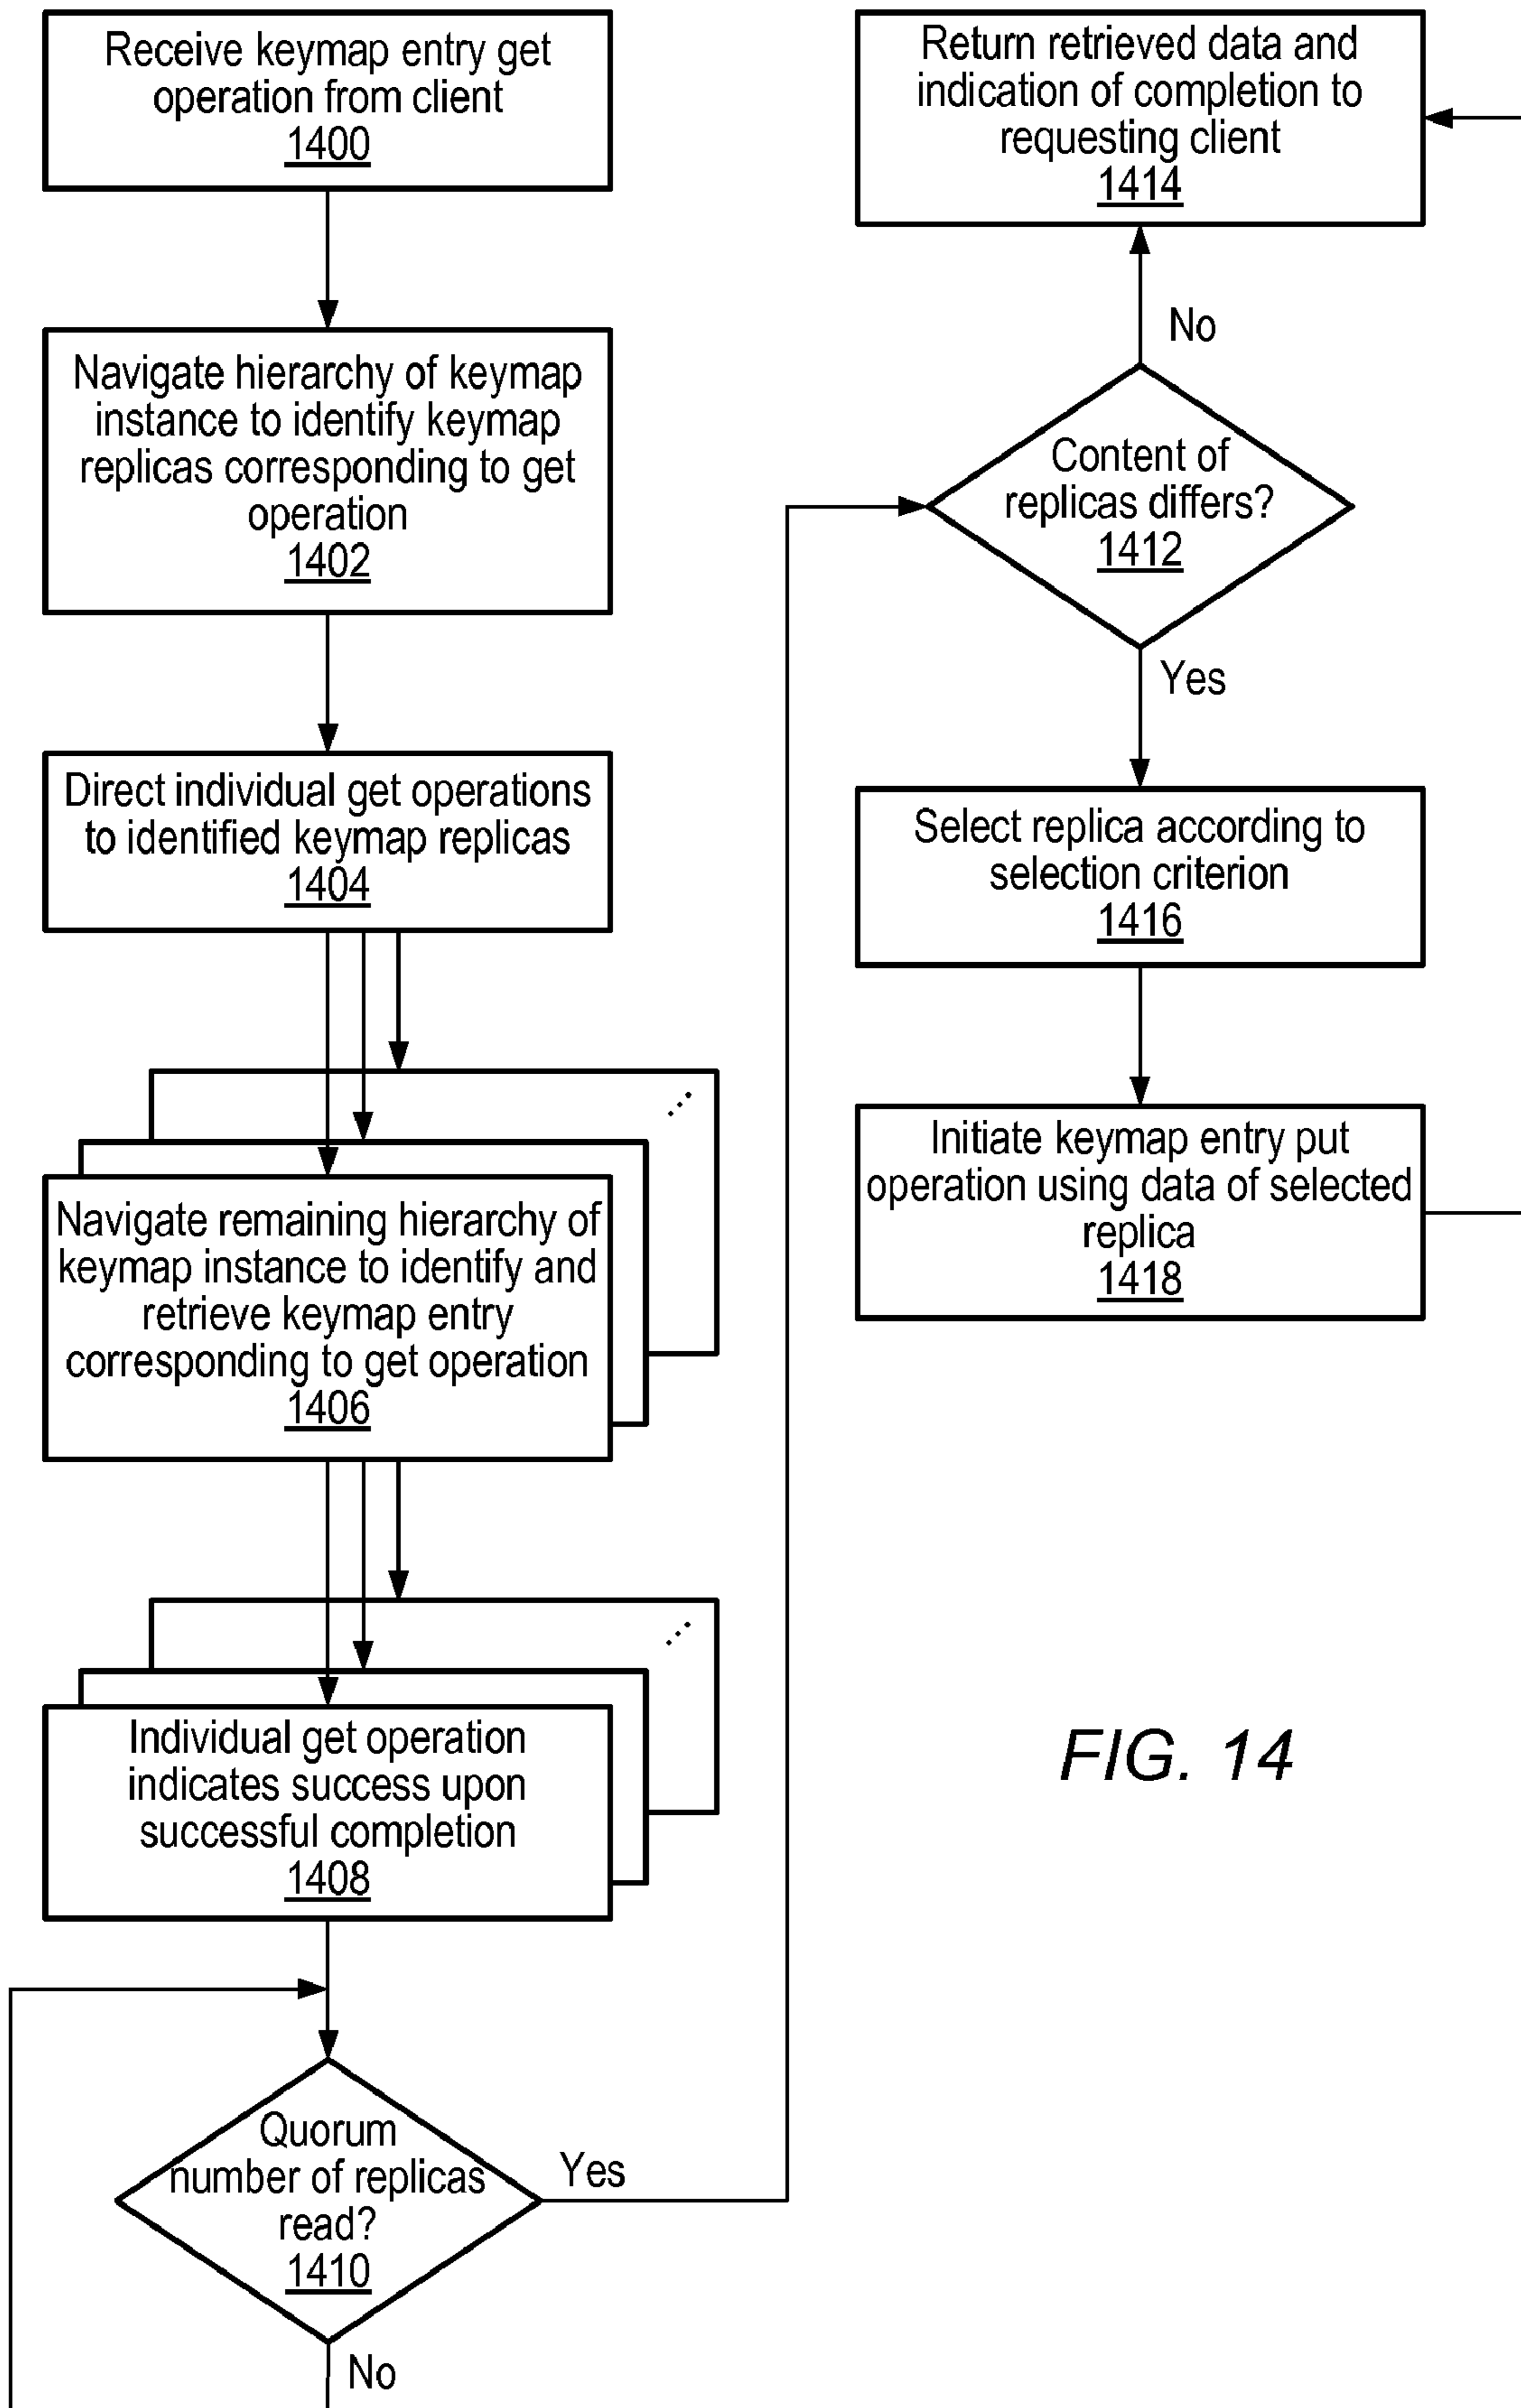 Receive keymap entry get
operation from client
1400
Navigate hierarchy of keymap
instance to identify keymap
replicas corresponding to get
operation
1402
Direct individual get operations
to identified keymap replicas
1404
Navigate remaining hierarchy of
keymap instance to identify and
retrieve keymap entry
corresponding to get operation
1406
Individual get operation
indicates success upon
successful completion
1408
Quorum
number of replicas
read?
1410
Yes
No
Return retrieved data and
indication of completion to
requesting client
1414
No
Content of
replicas differs?
1412
Yes
Select replica according to
selection criterion
1416
Initiate keymap entry put
operation using data of selected
replica
1418
FIG. 14